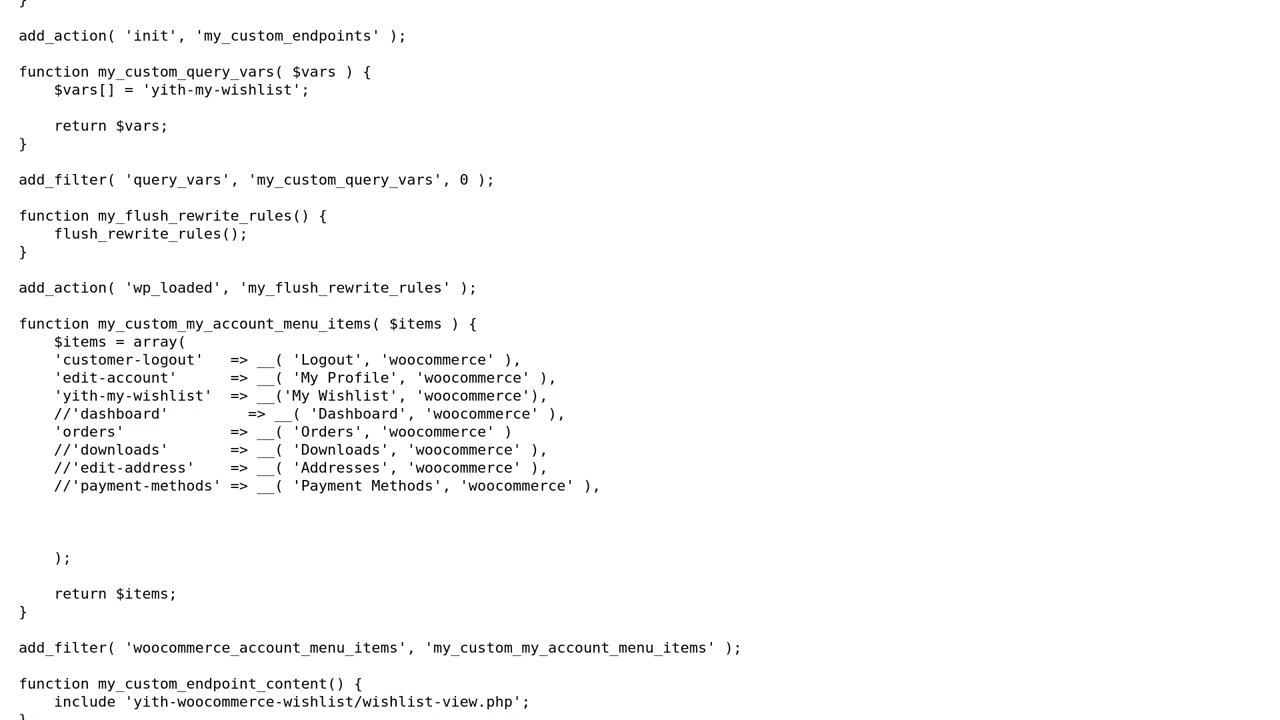 }
add_action( 'init', 'my_custom_endpoints' );
function my_custom_query_vars( $vars ) {
    $vars[] = 'yith-my-wishlist';
    return $vars;
}
add_filter( 'query_vars', 'my_custom_query_vars', 0 );
function my_flush_rewrite_rules() {
    flush_rewrite_rules();
}
add_action( 'wp_loaded', 'my_flush_rewrite_rules' );
function my_custom_my_account_menu_items( $items ) {
    $items = array(
    'customer-logout'   => __( 'Logout', 'woocommerce' ),
    'edit-account'      => __( 'My Profile', 'woocommerce' ),
    'yith-my-wishlist'  => __('My Wishlist', 'woocommerce'),
    //'dashboard'         => __( 'Dashboard', 'woocommerce' ),
    'orders'            => __( 'Orders', 'woocommerce' )
    //'downloads'       => __( 'Downloads', 'woocommerce' ),
    //'edit-address'    => __( 'Addresses', 'woocommerce' ),
    //'payment-methods' => __( 'Payment Methods', 'woocommerce' ),
    );
    return $items;
}
add_filter( 'woocommerce_account_menu_items', 'my_custom_my_account_menu_items' );
function my_custom_endpoint_content() {
    include 'yith-woocommerce-wishlist/wishlist-view.php';
}